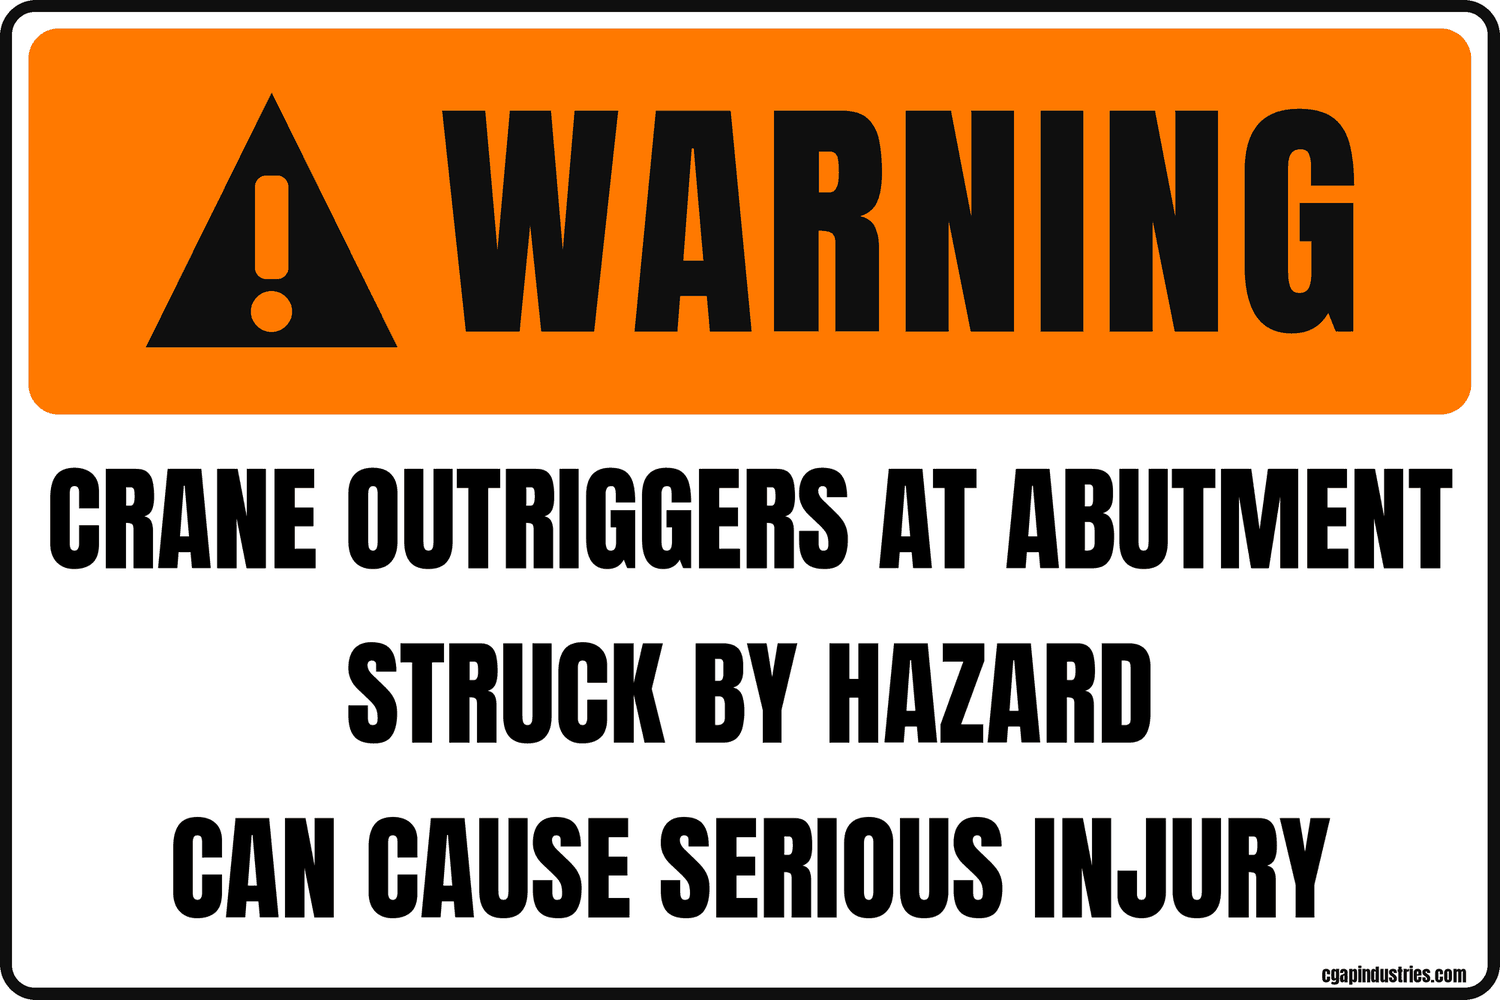 WARNING
CRANE OUTRIGGERS AT ABUTMENT
STRUCK BY HAZARD
CAN CAUSE SERIOUS INJURY
cgapindustries.com